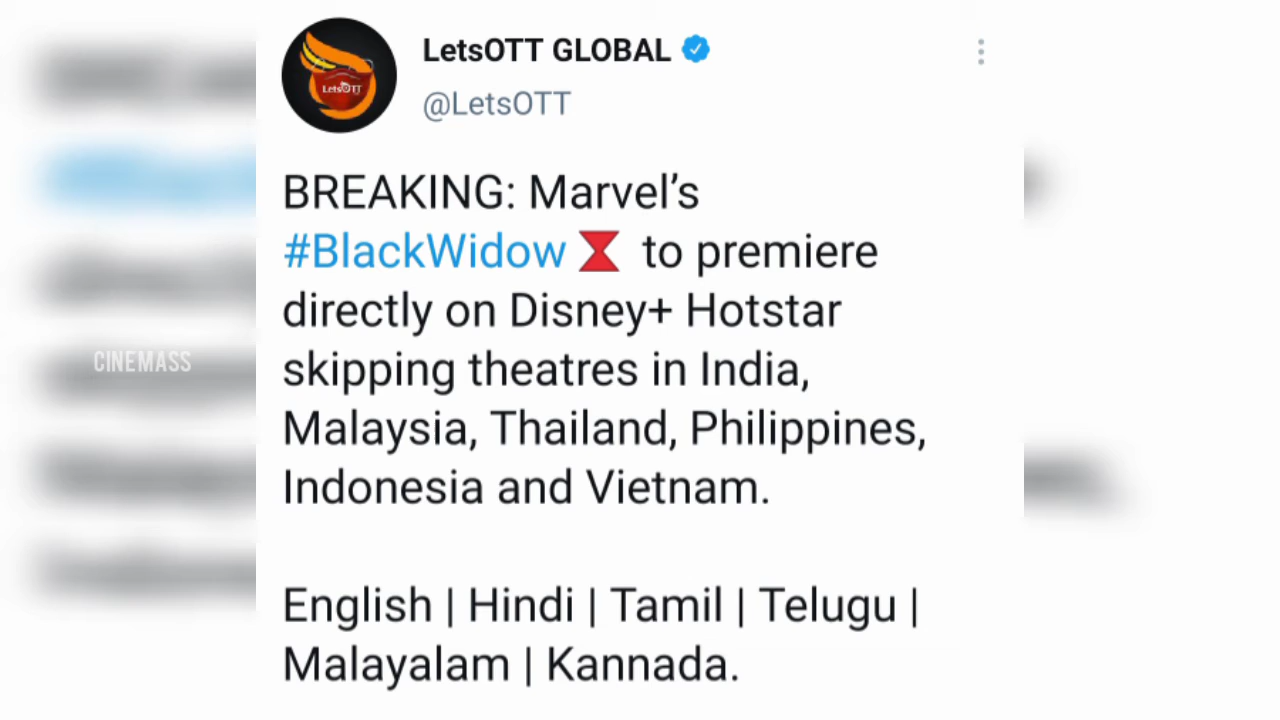 LetsOTT GLOBAL
@LetsOTT
LetsOTT
BREAKING: Marvel’s
#BlackWidow to premiere
directly on Disney+ Hotstar
skipping theatres in India,
Malaysia, Thailand, Philippines,
Indonesia and Vietnam.
English | Hindi | Tamil | Telugu |
Malayalam | Kannada.
CINEMASS